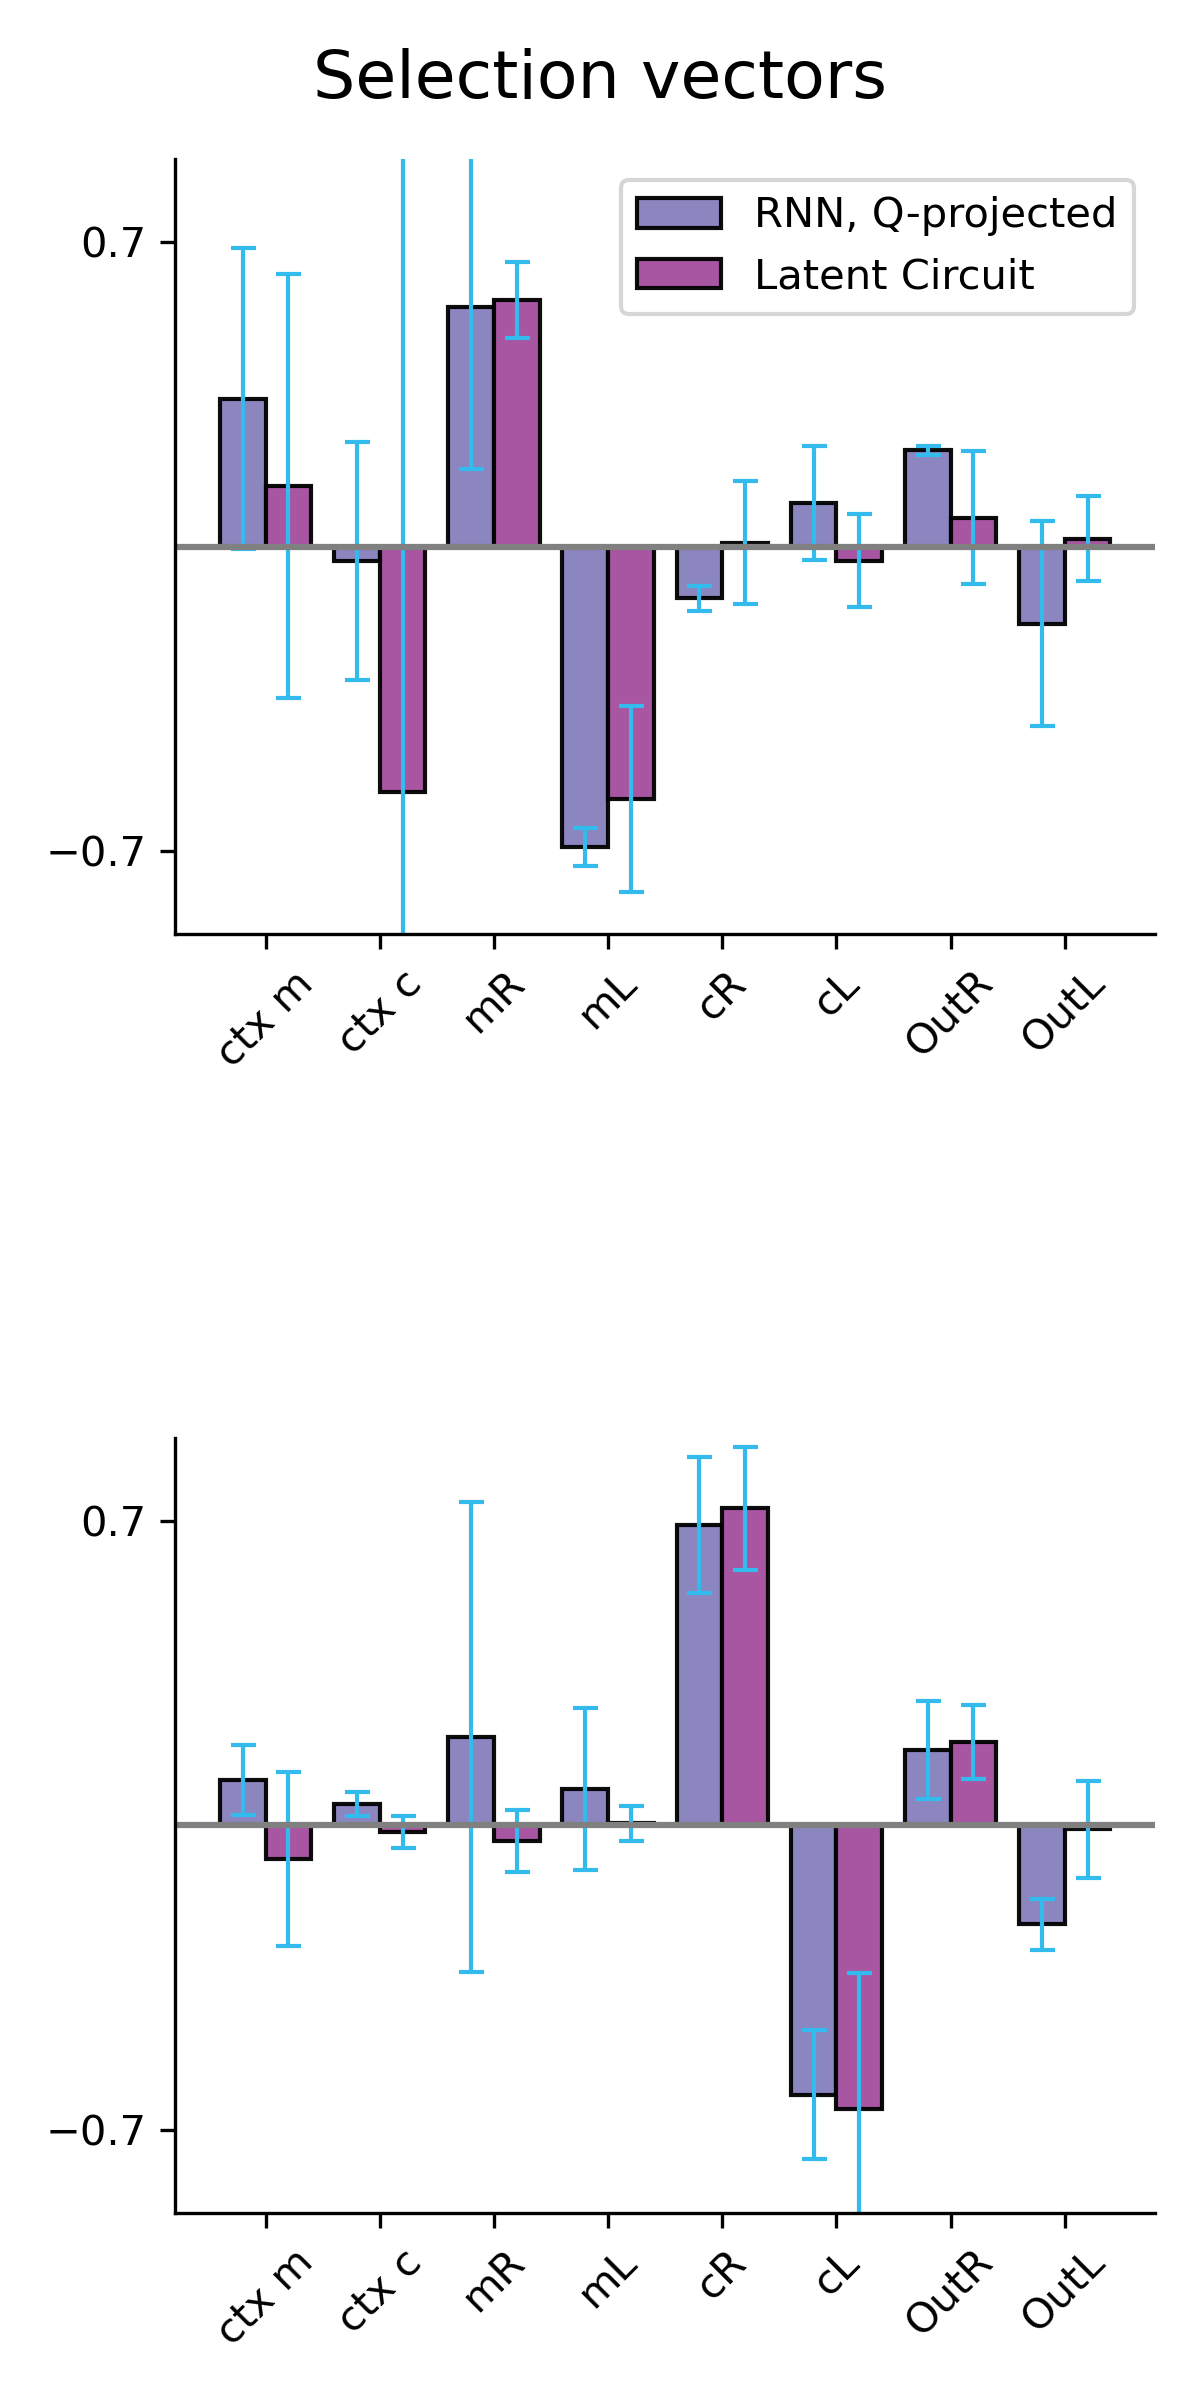 Selection vectors
RNN, Q-projected
Latent Circuit
0.7
−0.7
ctx m
ctx c
mR
mL
cR
cL
OutR
OutL
0.7
−0.7
ctx m
ctx c
mR
mL
cR
cL
OutR
OutL